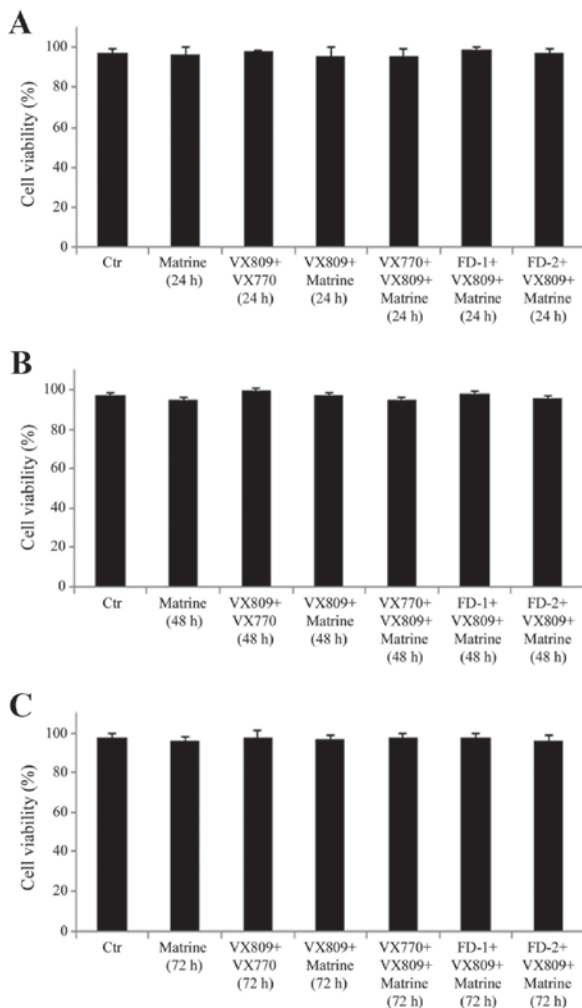 A
Cell viability (%)
100
80
60
40
20
0
Ctr
Matrine
(24 h)
VX809+
VX770
(24 h)
VX809+
Matrine
(24 h)
VX770+
VX809+
Matrine
(24 h)
FD-1+
VX809+
Matrine
(24 h)
FD-2+
VX809+
Matrine
(24 h)
B
Cell viability (%)
100
80
60
40
20
0
Ctr
Matrine
(48 h)
VX809+
VX770
(48 h)
VX809+
Matrine
(48 h)
VX770+
VX809+
Matrine
(48 h)
FD-1+
VX809+
Matrine
(48 h)
FD-2+
VX809+
Matrine
(48 h)
C
Cell viability (%)
100
80
60
40
20
0
Ctr
Matrine
(72 h)
VX809+
VX770
(72 h)
VX809+
Matrine
(72 h)
VX770+
VX809+
Matrine
(72 h)
FD-1+
VX809+
Matrine
(72 h)
FD-2+
VX809+
Matrine
(72 h)